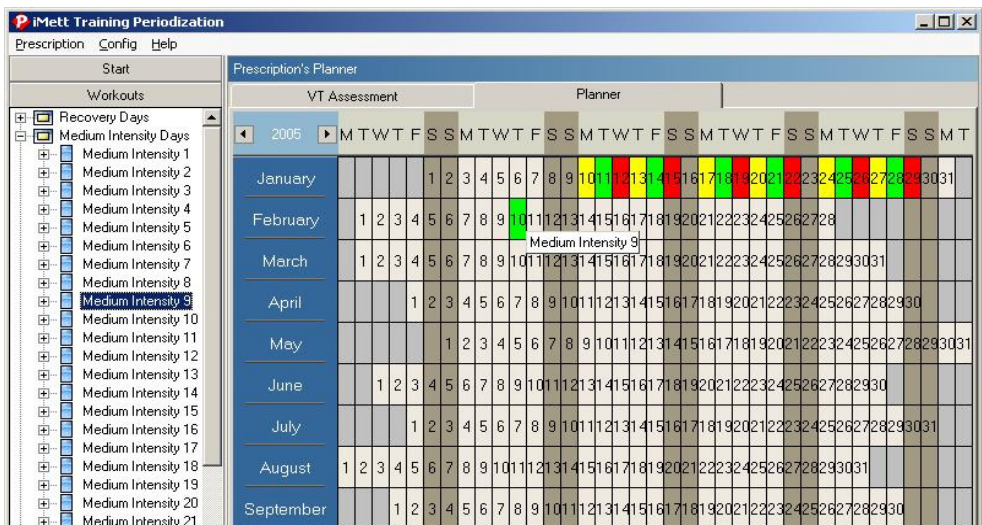 iMett Training Periodization
Prescription Config Help
Start
Workouts
Recovery Days
Medium Intensity Days
Medium Intensity 1
Medium Intensity 2
Medium Intensity 3
Medium Intensity 4
Medium Intensity 5
Medium Intensity 6
Medium Intensity 7
Medium Intensity 8
Medium Intensity 9
Medium Intensity 10
Medium Intensity 11
Medium Intensity 12
Medium Intensity 13
Medium Intensity 14
Medium Intensity 15
Medium Intensity 16
Medium Intensity 17
Medium Intensity 18
Medium Intensity 19
Medium Intensity 20
Medium Intensity 21
Prescription's Planner
VT Assessment Planner
2005 M T W T F S S M T W T F S S M T W T F S S M T W T F S S M T W T F S S M T
January 1 2 3 4 5 6 7 8 9 10 11 12 13 14 15 16 17 18 19 20 21 22 23 24 25 26 27 28 29 30 31
February 1 2 3 4 5 6 7 8 9 10 11 12 13 14 15 16 17 18 19 20 21 22 23 24 25 26 27 28
Medium Intensity 9
March 1 2 3 4 5 6 7 8 9 10 11 12 13 14 15 16 17 18 19 20 21 22 23 24 25 26 27 28 29 30 31
April 1 2 3 4 5 6 7 8 9 10 11 12 13 14 15 16 17 18 19 20 21 22 23 24 25 26 27 28 29 30
May 1 2 3 4 5 6 7 8 9 10 11 12 13 14 15 16 17 18 19 20 21 22 23 24 25 26 27 28 29 30 31
June 1 2 3 4 5 6 7 8 9 10 11 12 13 14 15 16 17 18 19 20 21 22 23 24 25 26 27 28 29 30
July 1 2 3 4 5 6 7 8 9 10 11 12 13 14 15 16 17 18 19 20 21 22 23 24 25 26 27 28 29 30 31
August 1 2 3 4 5 6 7 8 9 10 11 12 13 14 15 16 17 18 19 20 21 22 23 24 25 26 27 28 29 30 31
September 1 2 3 4 5 6 7 8 9 10 11 12 13 14 15 16 17 18 19 20 21 22 23 24 25 26 27 28 29 30